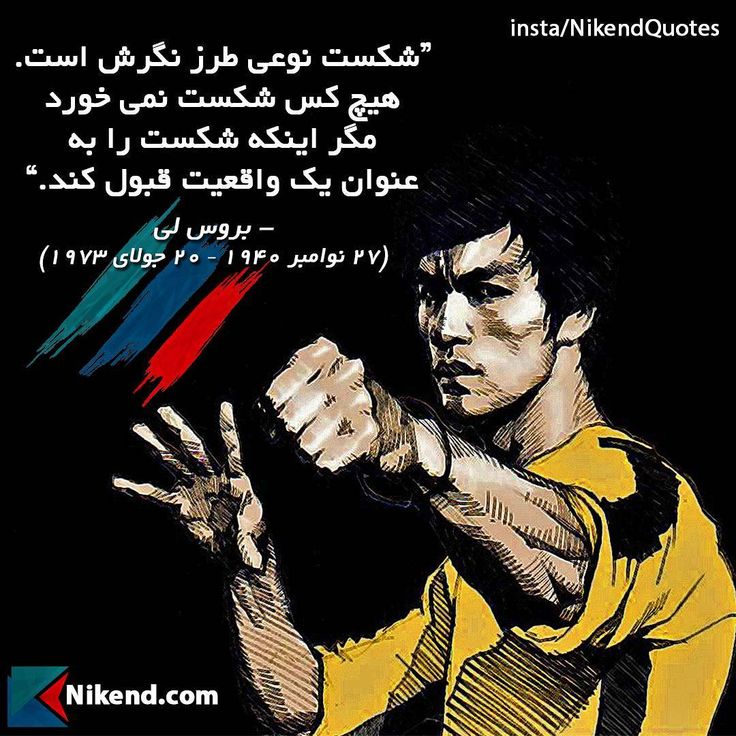 insta/NikendQuotes
”شکست نوعی طرز نگرش است.
هیچ کس شکست نمی خورد
مگر اینکه شکست را به
عنوان یک واقعیت قبول کند.“
– بروس لی
(۲۷ نوامبر ۱۹۴۰ - ۲۰ جولای ۱۹۷۳)
Nikend.com